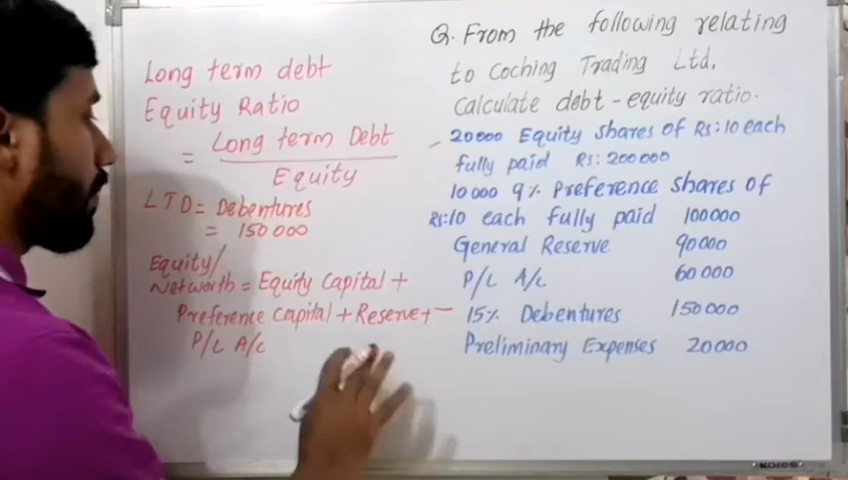 Long term debt
Equity Ratio
= Long term Debt
Equity
LTD = Debentures
= 150 000
Equity/
Networth = Equity Capital +
Preference Capital + Reserve +
P/L A/C
Q. From the following relating
to Coching Trading Ltd.
Calculate debt - equity ratio.
20000 Equity Shares of Rs: 10 each
fully paid Rs: 200000
10000 9% Preference Shares of
Rs:10 each fully paid 100000
General Reserve 90000
P/L A/C 60000
15% Debentures 150000
Preliminary Expenses 20000
KORES